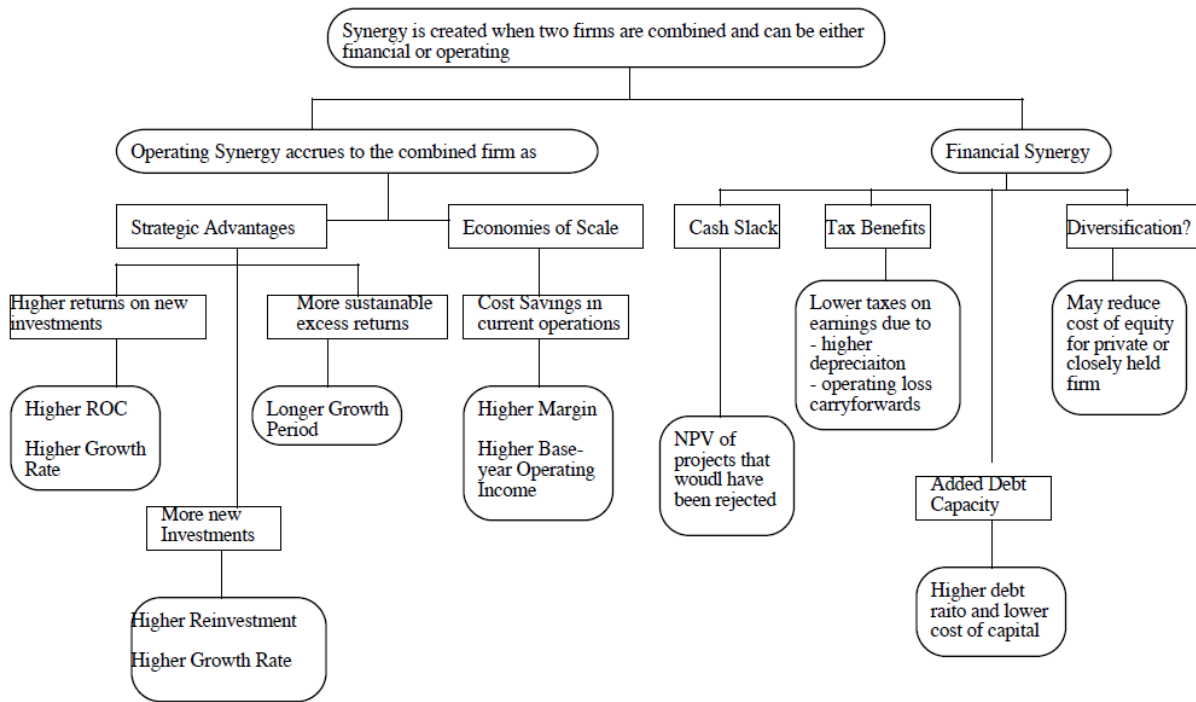 Synergy is created when two firms are combined and can be either
financial or operating
Operating Synergy accrues to the combined firm as
Financial Synergy
Strategic Advantages
Economies of Scale
Cash Slack
Tax Benefits
Diversification?
Higher returns on new
investments
More sustainable
excess returns
Cost Savings in
current operations
Lower taxes on
earnings due to
- higher
depreciaiton
- operating loss
carryforwards
May reduce
cost of equity
for private or
closely held
firm
Higher ROC
Higher Growth
Rate
Longer Growth
Period
Higher Margin
Higher Base-
year Operating
Income
NPV of
projects that
woudl have
been rejected
Added Debt
Capacity
More new
Investments
Higher debt
raito and lower
cost of capital
Higher Reinvestment
Higher Growth Rate